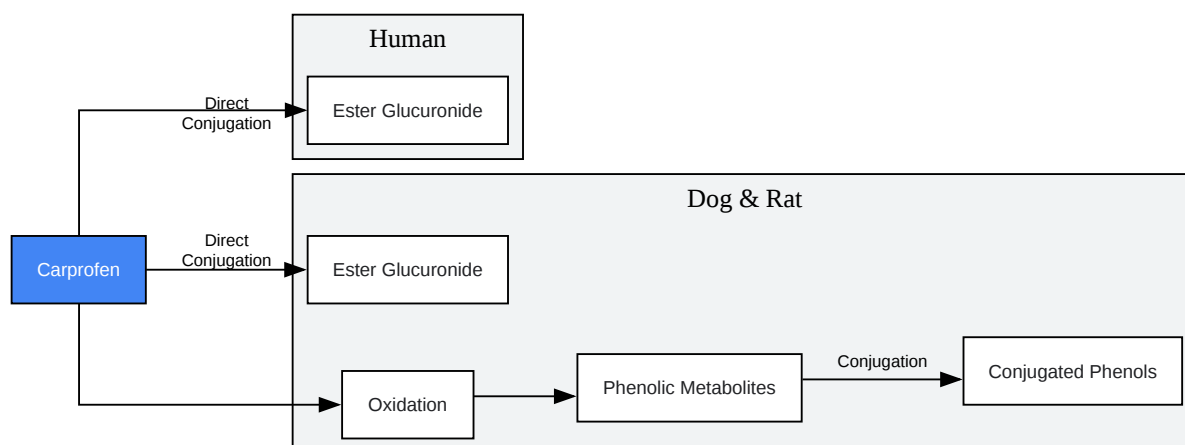 Human
Direct
Conjugation
Ester Glucuronide
Dog & Rat
Carprofen
Direct
Conjugation
Ester Glucuronide
Oxidation
Phenolic Metabolites
Conjugation
Conjugated Phenols